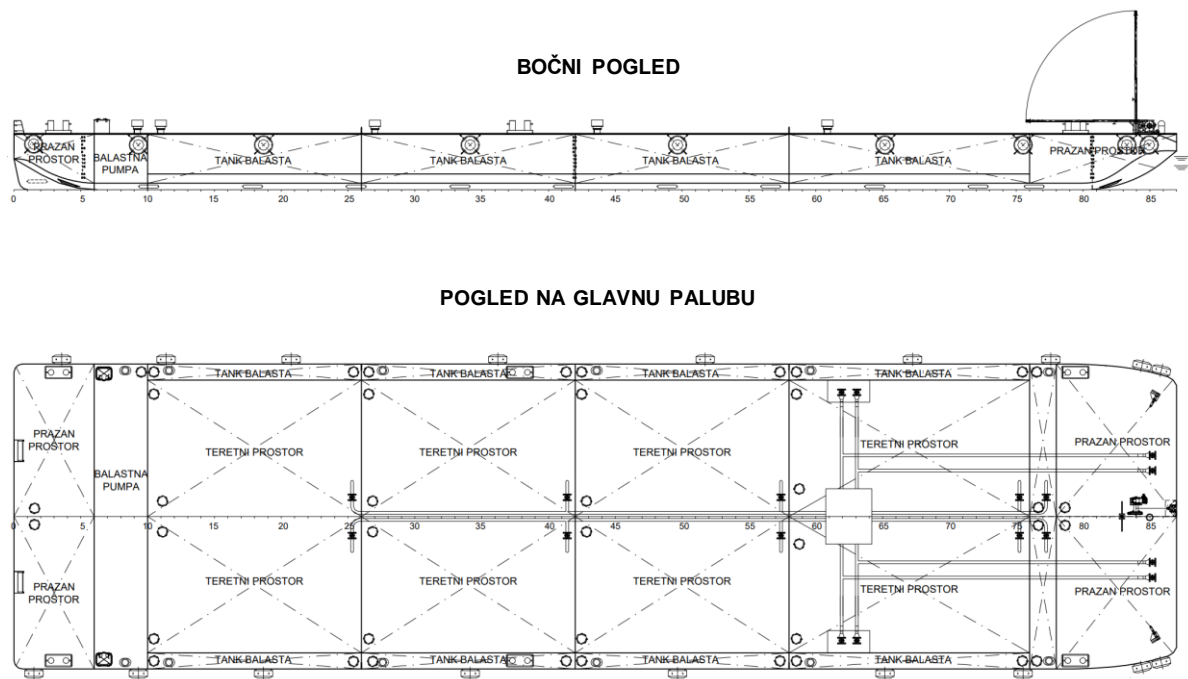 BOČNI POGLED
PRAZAN
PROSTOR
BALASTNA
PUMPA
TANK BALASTA
TANK BALASTA
TANK BALASTA
TANK BALASTA
PRAZAN PROSTOR
0 5 10 15 20 25 30 35 40 45 50 55 60 65 70 75 80 85
POGLED NA GLAVNU PALUBU
TANK BALASTA
TANK BALASTA
TANK BALASTA
TANK BALASTA
PRAZAN
PROSTOR
BALASTNA
PUMPA
TERETNI PROSTOR
TERETNI PROSTOR
TERETNI PROSTOR
TERETNI PROSTOR
PRAZAN PROSTOR
0 5 10 15 20 25 30 35 40 45 50 55 60 65 70 75 80 85
PRAZAN
PROSTOR
TERETNI PROSTOR
TERETNI PROSTOR
TERETNI PROSTOR
TERETNI PROSTOR
PRAZAN PROSTOR
TANK BALASTA
TANK BALASTA
TANK BALASTA
TANK BALASTA